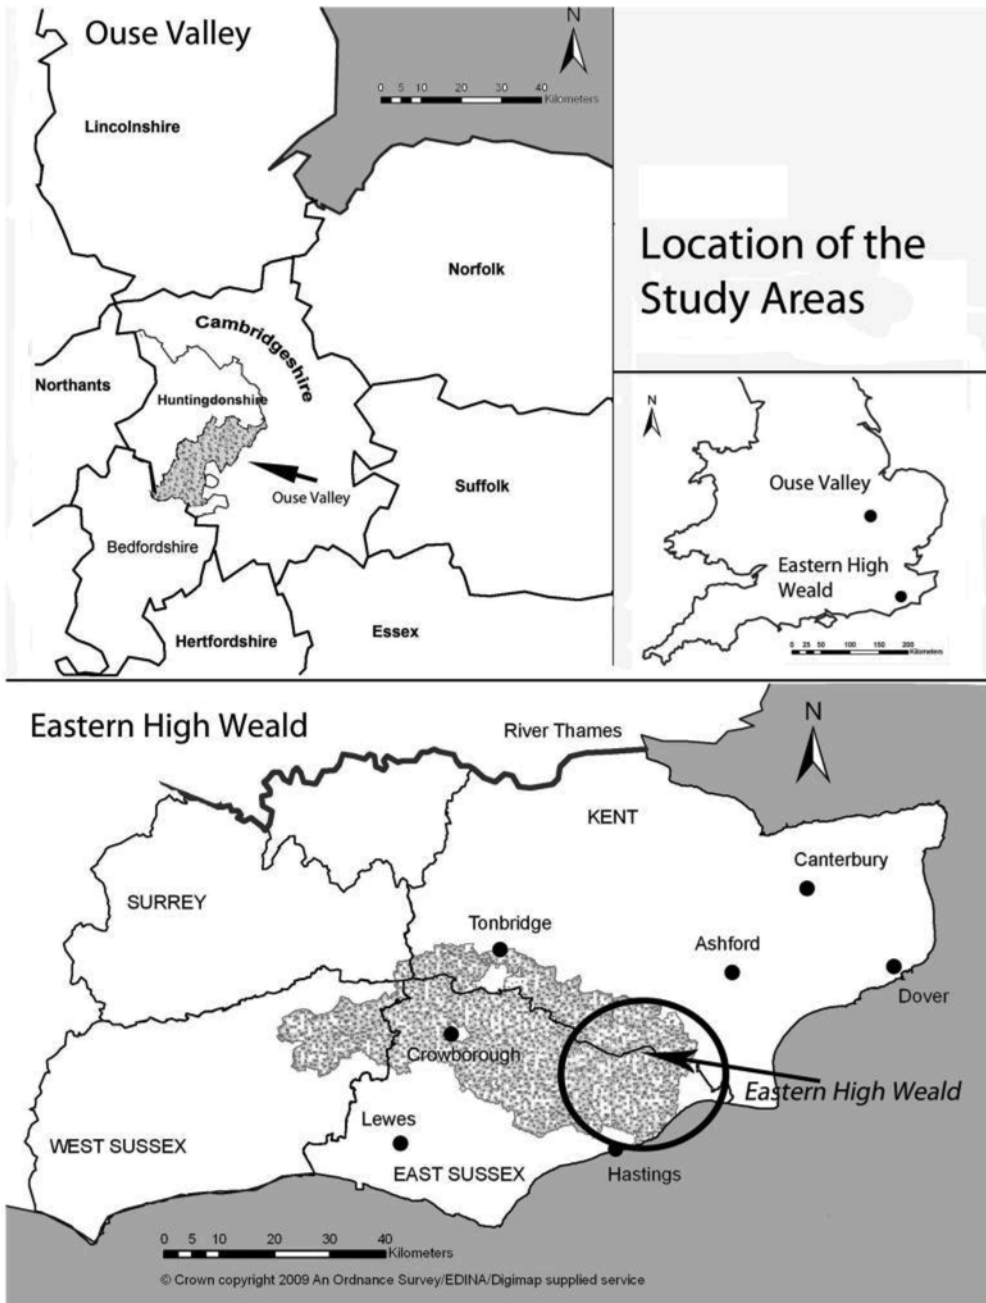 Ouse Valley
N
0 5 10 20 30 40
Kilometers
Lincolnshire
Norfolk
Cambridgeshire
Northants
Huntingdonshire
Ouse Valley
Suffolk
Bedfordshire
Hertfordshire
Essex
Location of the
Study Areas
N
Ouse Valley
Eastern High
Weald
0 25 50 100 150 200
Kilometers
Eastern High Weald
River Thames
N
KENT
Canterbury
SURREY
Tonbridge
Ashford
Dover
Crowborough
Eastern High Weald
Lewes
WEST SUSSEX
EAST SUSSEX
Hastings
0 5 10 20 30 40
Kilometers
© Crown copyright 2009 An Ordnance Survey/EDINA/Digimap supplied service